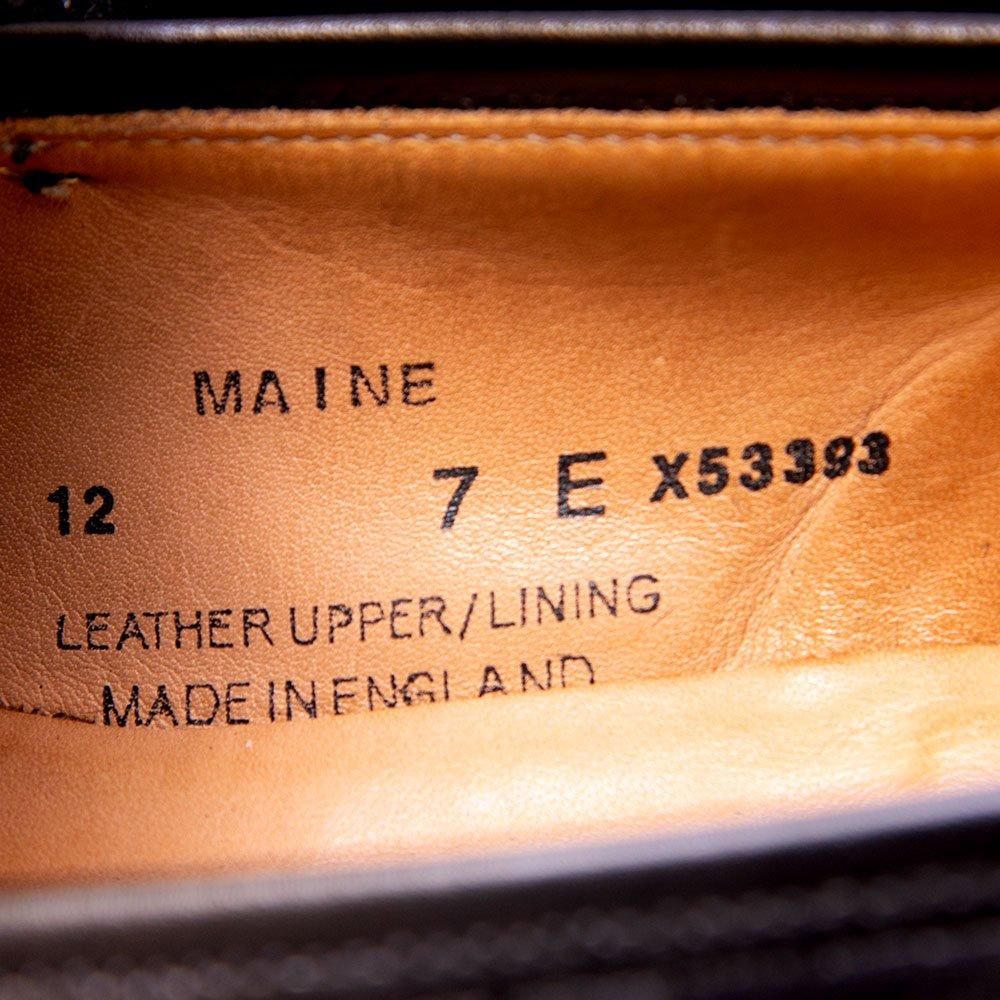 MAINE
12 7 E X53393
LEATHER UPPER/LINING
MADE IN ENGLAND